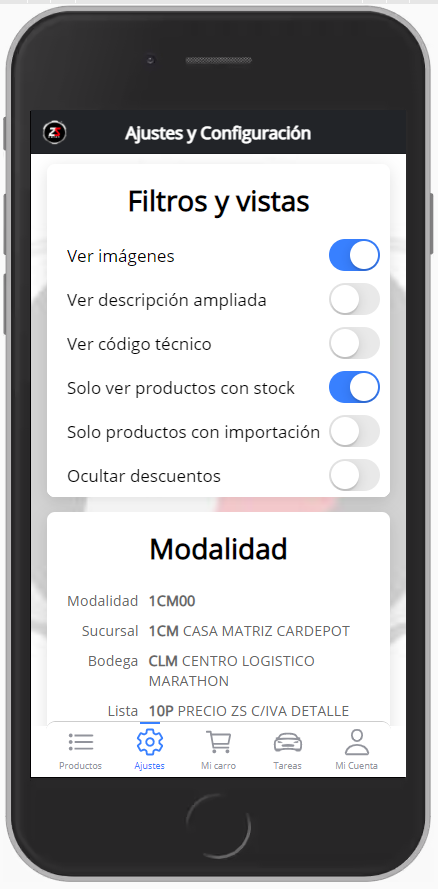 ZS
Ajustes y Configuración
Filtros y vistas
Ver imágenes
Ver descripción ampliada
Ver código técnico
Solo ver productos con stock
Solo productos con importación
Ocultar descuentos
Modalidad
Modalidad 1CM00
Sucursal 1CM CASA MATRIZ CARDEPOT
Bodega CLM CENTRO LOGISTICO
MARATHON
Lista 10P PRECIO ZS C/IVA DETALLE
Productos Ajustes Mi carro Tareas Mi Cuenta